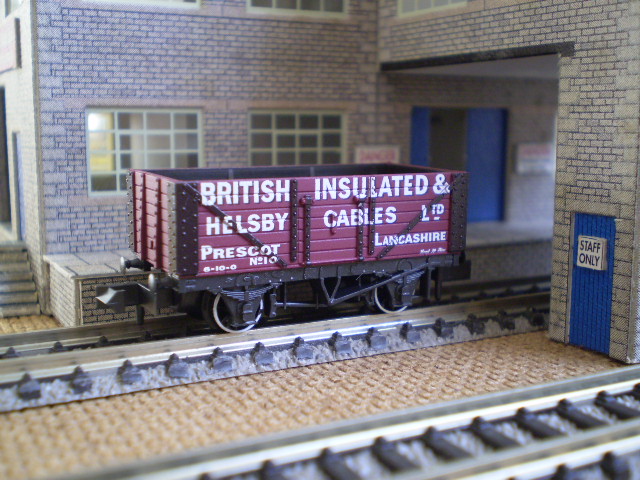 BRITISH INSULATED &
HELSBY CABLES LTD
PRESCOT LANCASHIRE
No 10
6-10-0
STAFF
ONLY